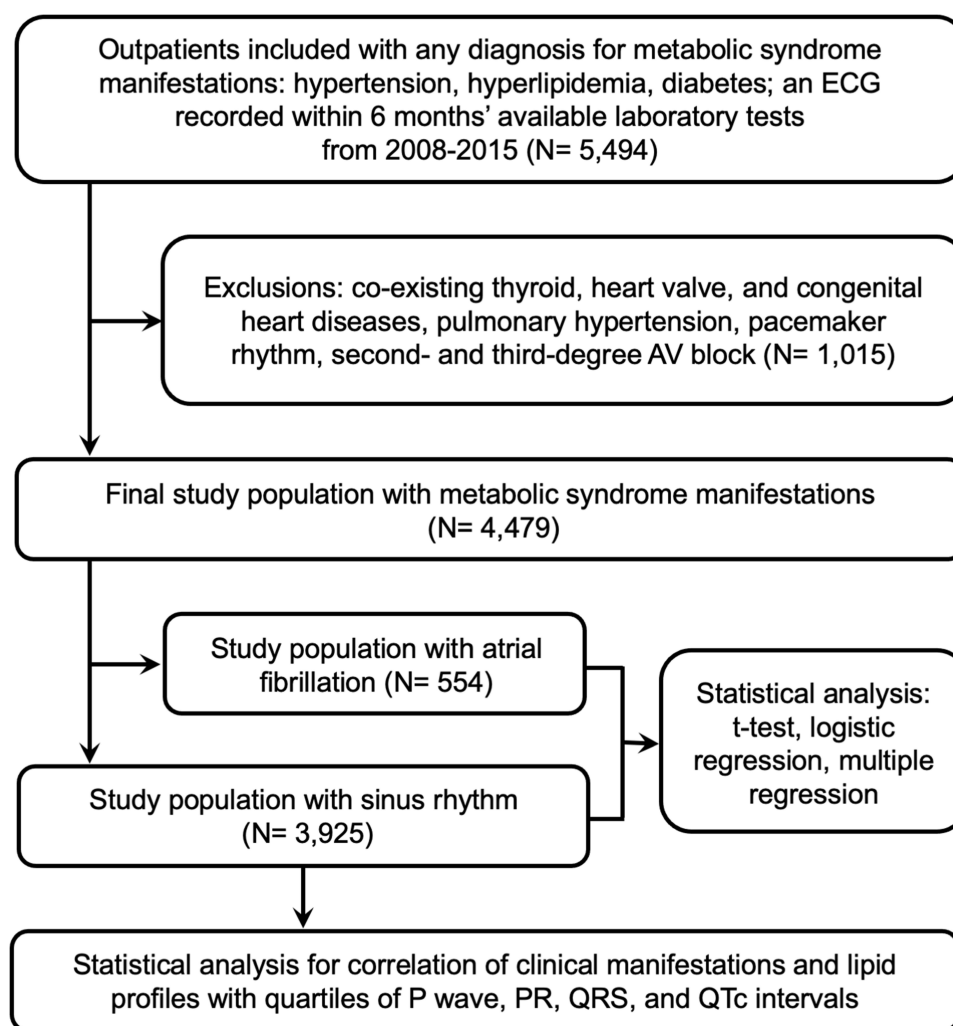 Outpatients included with any diagnosis for metabolic syndrome
manifestations: hypertension, hyperlipidemia, diabetes; an ECG
recorded within 6 months’ available laboratory tests
from 2008-2015 (N= 5,494)
Exclusions: co-existing thyroid, heart valve, and congenital
heart diseases, pulmonary hypertension, pacemaker
rhythm, second- and third-degree AV block (N= 1,015)
Final study population with metabolic syndrome manifestations
(N= 4,479)
Study population with atrial
fibrillation (N= 554)
Statistical analysis:
t-test, logistic
regression, multiple
regression
Study population with sinus rhythm
(N= 3,925)
Statistical analysis for correlation of clinical manifestations and lipid
profiles with quartiles of P wave, PR, QRS, and QTc intervals